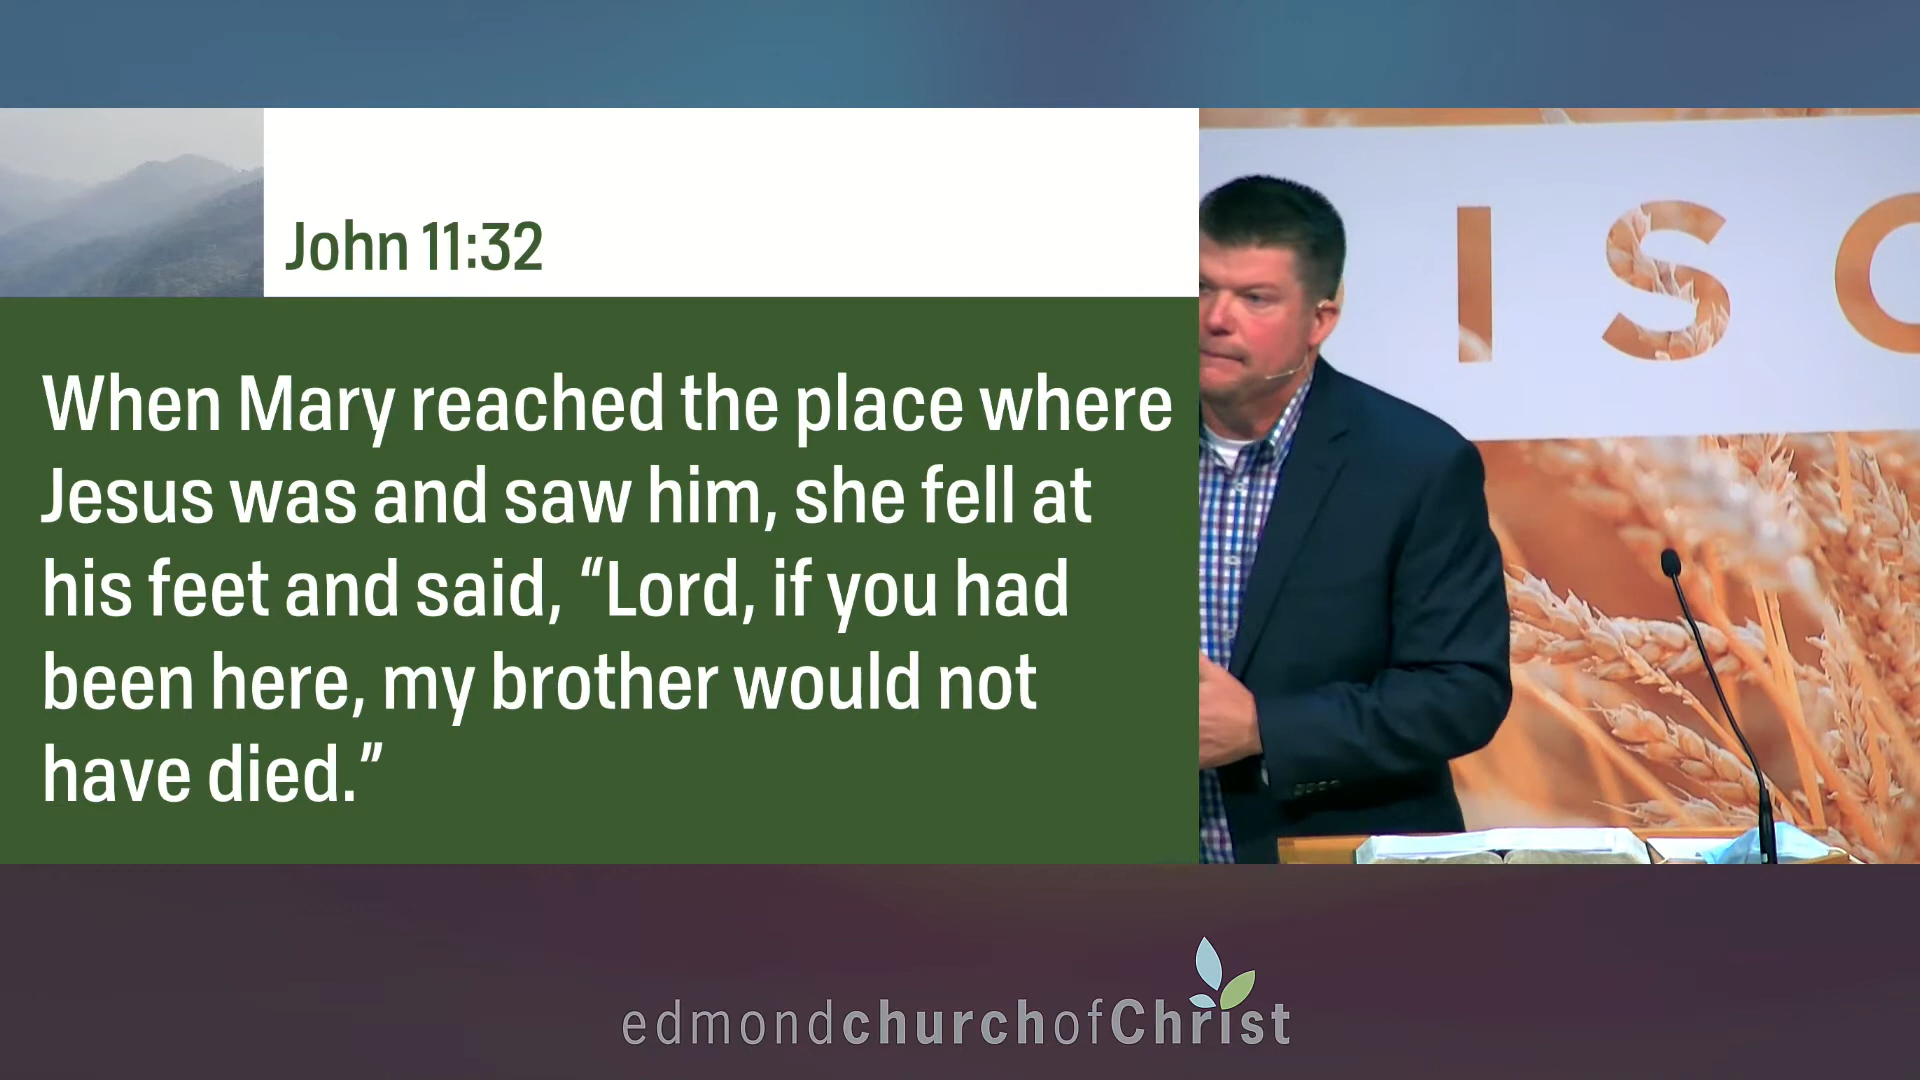 John 11:32
When Mary reached the place where
Jesus was and saw him, she fell at
his feet and said, “Lord, if you had
been here, my brother would not
have died.”
ISC
edmondchurchofChrist